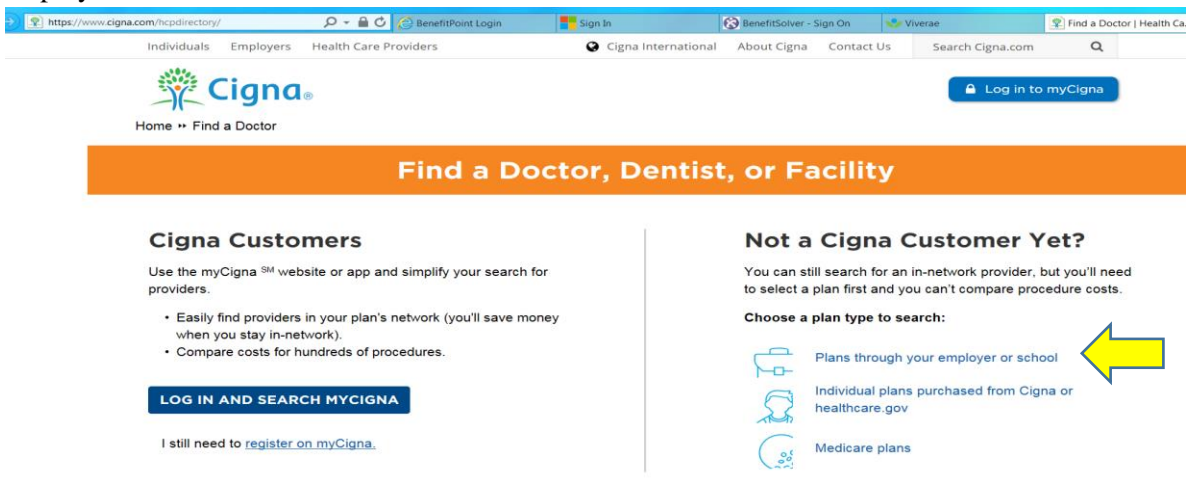 https://www.cigna.com/hcpdirectory/ BenefitPoint Login Sign In BenefitSolver - Sign On Viverae Find a Doctor | Health Ca
Individuals Employers Health Care Providers Cigna International About Cigna Contact Us Search Cigna.com
Cigna®
Log in to myCigna
Home ►► Find a Doctor
Find a Doctor, Dentist, or Facility
Cigna Customers
Use the myCigna SM website or app and simplify your search for
providers.
• Easily find providers in your plan's network (you'll save money
when you stay in-network).
• Compare costs for hundreds of procedures.
LOG IN AND SEARCH MYCIGNA
I still need to register on myCigna.
Not a Cigna Customer Yet?
You can still search for an in-network provider, but you'll need
to select a plan first and you can't compare procedure costs.
Choose a plan type to search:
Plans through your employer or school
Individual plans purchased from Cigna or
healthcare.gov
Medicare plans